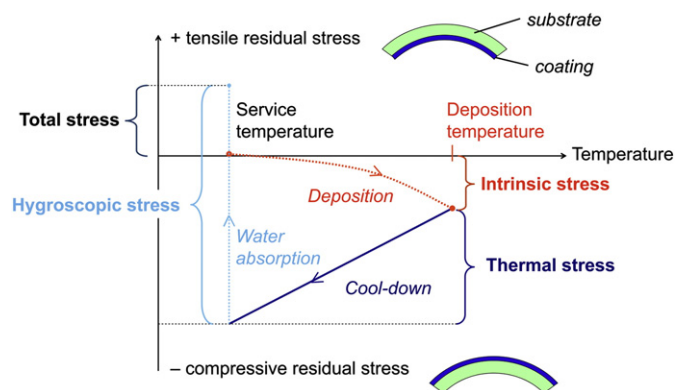 substrate
+ tensile residual stress
coating
Total stress
Service
temperature
Deposition
temperature
Temperature
Deposition
Intrinsic stress
Hygroscopic stress
Water
absorption
Thermal stress
Cool-down
– compressive residual stress